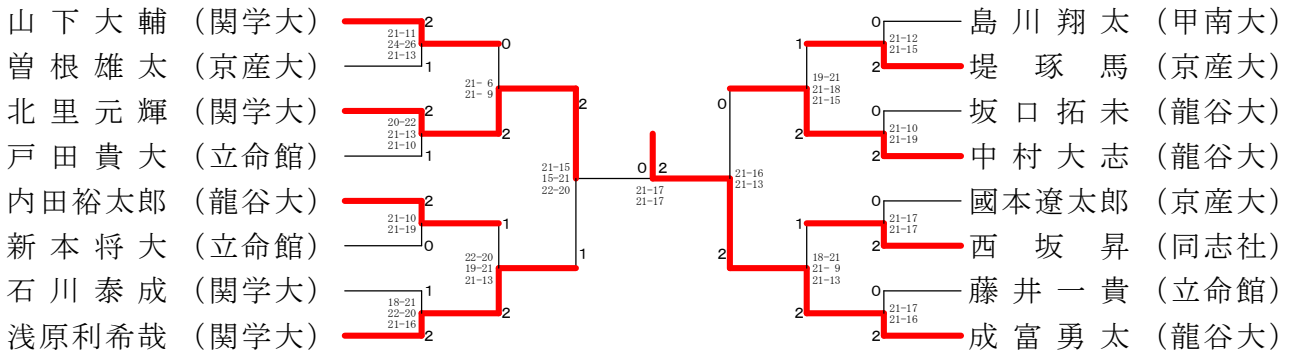 山下大輔（関学大） 2 0 島川翔太（甲南大）
21-11 0 1 21-12
24-26 21-15
21-13
曽根雄太（京産大） 1 2 堤琢馬（京産大）
21- 6 19-21
21- 9 2 0 21-18
21-15
北里元輝（関学大） 2 0 坂口拓未（龍谷大）
20-22 21-10
21-13 2 2 21-19
21-10
戸田貴大（立命館） 1 2 中村大志（龍谷大）
21-15 0 2 21-16
15-21 21-17 21-13
22-20 21-17
内田裕太郎（龍谷大） 2 0 國本遼太郎（京産大）
21-10 1 1 21-17
21-19 21-17
新本将大（立命館） 0 2 西坂昇（同志社）
22-20 1 2 18-21
19-21 21- 9
21-13 21-13
石川泰成（関学大） 1 0 藤井一貴（立命館）
18-21 21-17
22-20 2 2 21-16
21-16
浅原利希哉（関学大） 2 2 成富勇太（龍谷大）